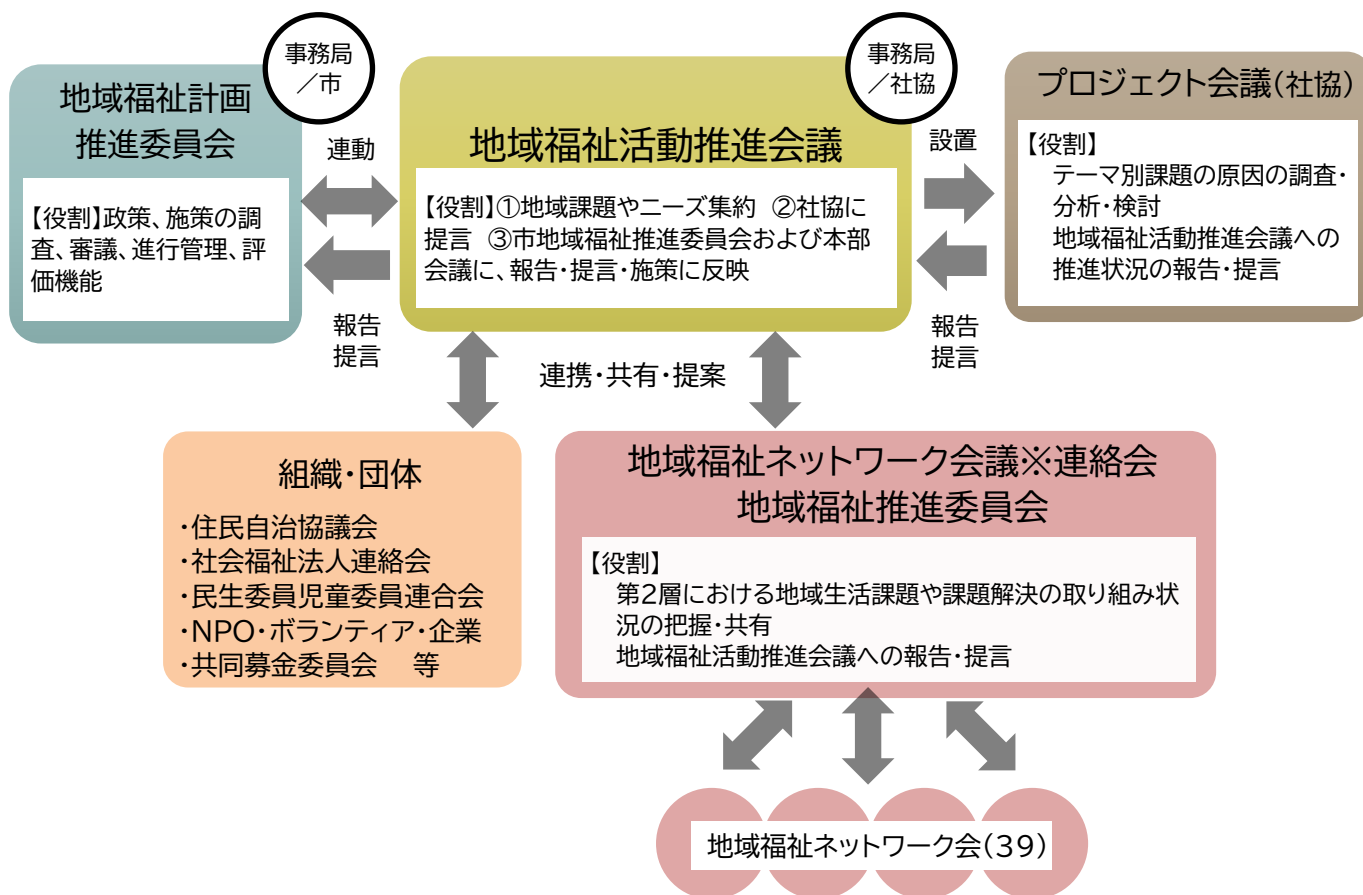 事務局
／市
地域福祉計画
推進委員会
【役割】政策、施策の調
査、審議、進行管理、評
価機能
連動
報告
提言
事務局
／社協
地域福祉活動推進会議
【役割】①地域課題やニーズ集約　②社協に
提言　③市地域福祉推進委員会および本部
会議に、報告・提言・施策に反映
設置
報告
提言
プロジェクト会議(社協)
【役割】
テーマ別課題の原因の調査・
分析・検討
地域福祉活動推進会議への
推進状況の報告・提言
連携・共有・提案
組織・団体
・住民自治協議会
・社会福祉法人連絡会
・民生委員児童委員連合会
・NPO・ボランティア・企業
・共同募金委員会　等
地域福祉ネットワーク会議※連絡会
地域福祉推進委員会
【役割】
第2層における地域生活課題や課題解決の取り組み状
況の把握・共有
地域福祉活動推進会議への報告・提言
地域福祉ネットワーク会(39)